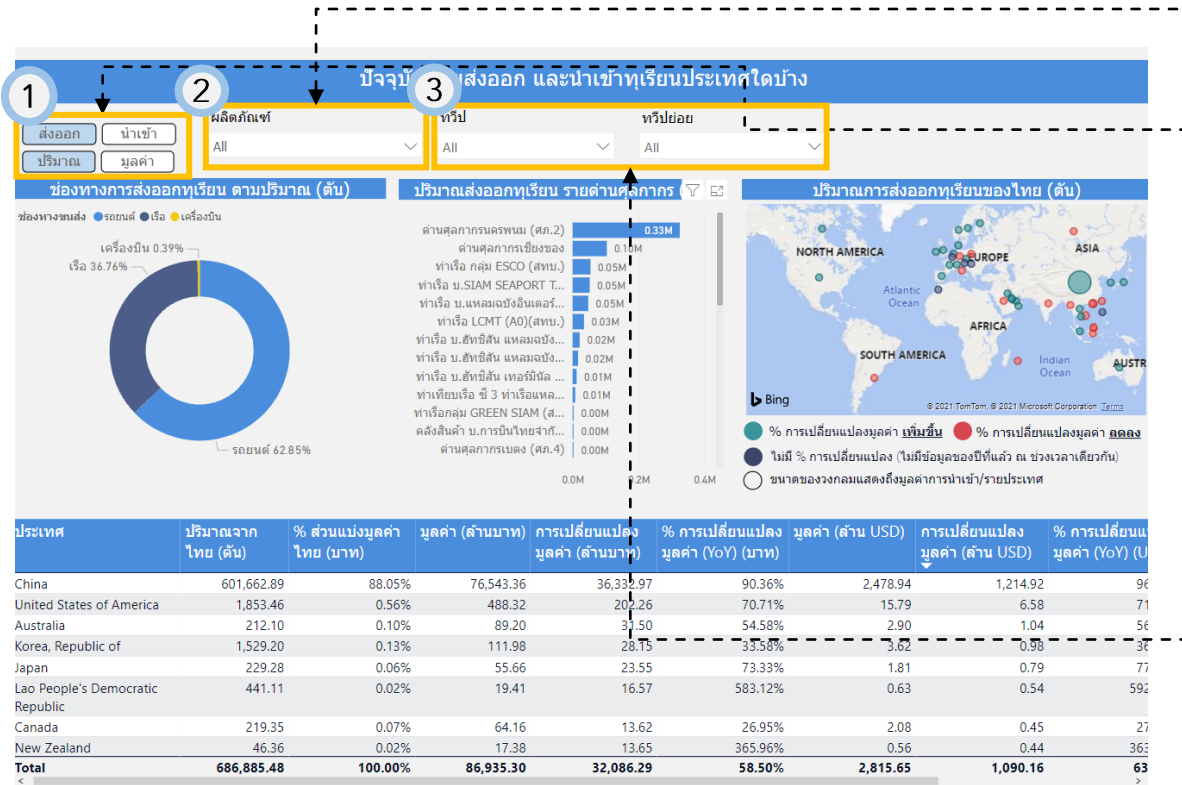 1
2
3
ปัจจุบัน ส่งออก และนำเข้าทุเรียนประเทศใดบ้าง
ส่งออก นำเข้า
ปริมาณ มูลค่า
ผลิตภัณฑ์
All
ทวีป
All
ทวีปย่อย
All
ช่องทางการส่งออกทุเรียน ตามปริมาณ (ตัน)
ช่องทางขนส่ง รถยนต์ เรือ เครื่องบิน
เครื่องบิน 0.39%
เรือ 36.76%
รถยนต์ 62.85%
ปริมาณส่งออกทุเรียน รายด่านศุลกากร (
ด่านศุลกากรนครพนม (ศภ.2) 0.33M
ด่านศุลกากรเชียงของ 0.10M
ท่าเรือ กลุ่ม ESCO (สทบ.) 0.05M
ท่าเรือ บ.SIAM SEAPORT T... 0.05M
ท่าเรือ บ.แหลมฉบังอินเตอร์... 0.05M
ท่าเรือ LCMT (A0)(สทบ.) 0.03M
ท่าเรือ บ.ฮัทชิสัน แหลมฉบัง... 0.02M
ท่าเรือ บ.ฮัทชิสัน แหลมฉบัง... 0.02M
ท่าเรือ บ.ฮัทชิสัน เทอร์มินัล ... 0.01M
ท่าเทียบเรือ ซี 3 ท่าเรือแหล... 0.01M
ท่าเรือกลุ่ม GREEN SIAM (ส... 0.00M
คลังสินค้า บ.การบินไทยจำกั... 0.00M
ด่านศุลกากรเบตง (ศภ.4) 0.00M
0.0M 0.2M 0.4M
ปริมาณการส่งออกทุเรียนของไทย (ตัน)
NORTH AMERICA
EUROPE
ASIA
Atlantic
Ocean
AFRICA
SOUTH AMERICA
Indian
Ocean
AUSTR
Bing
© 2021 TomTom, © 2021 Microsoft Corporation Terms
% การเปลี่ยนแปลงมูลค่า เพิ่มขึ้น % การเปลี่ยนแปลงมูลค่า ลดลง
ไม่มี % การเปลี่ยนแปลง (ไม่มีข้อมูลของปีที่แล้ว ณ ช่วงเวลาเดียวกัน)
ขนาดของวงกลมแสดงถึงมูลค่าการนำเข้า/รายประเทศ
ประเทศ ปริมาณจาก % ส่วนแบ่งมูลค่า มูลค่า (ล้านบาท) การเปลี่ยนแปลง % การเปลี่ยนแปลง มูลค่า (ล้าน USD) การเปลี่ยนแปลง % การเปลี่ยนแ
ไทย (ตัน) ไทย (บาท) มูลค่า (ล้านบาท) มูลค่า (YoY) (บาท) มูลค่า (ล้าน USD) มูลค่า (YoY) (U
China 601,662.89 88.05% 76,543.36 36,332.97 90.36% 2,478.94 1,214.92 96
United States of America 1,853.46 0.56% 488.32 202.26 70.71% 15.79 6.58 71
Australia 212.10 0.10% 89.20 31.50 54.58% 2.90 1.04 56
Korea, Republic of 1,529.20 0.13% 111.98 28.15 33.58% 3.62 0.98 36
Japan 229.28 0.06% 55.66 23.55 73.33% 1.81 0.79 77
Lao People's Democratic 441.11 0.02% 19.41 16.57 583.12% 0.63 0.54 592
Republic
Canada 219.35 0.07% 64.16 13.62 26.95% 2.08 0.45 27
New Zealand 46.36 0.02% 17.38 13.65 365.96% 0.56 0.44 363
Total 686,885.48 100.00% 86,935.30 32,086.29 58.50% 2,815.65 1,090.16 63